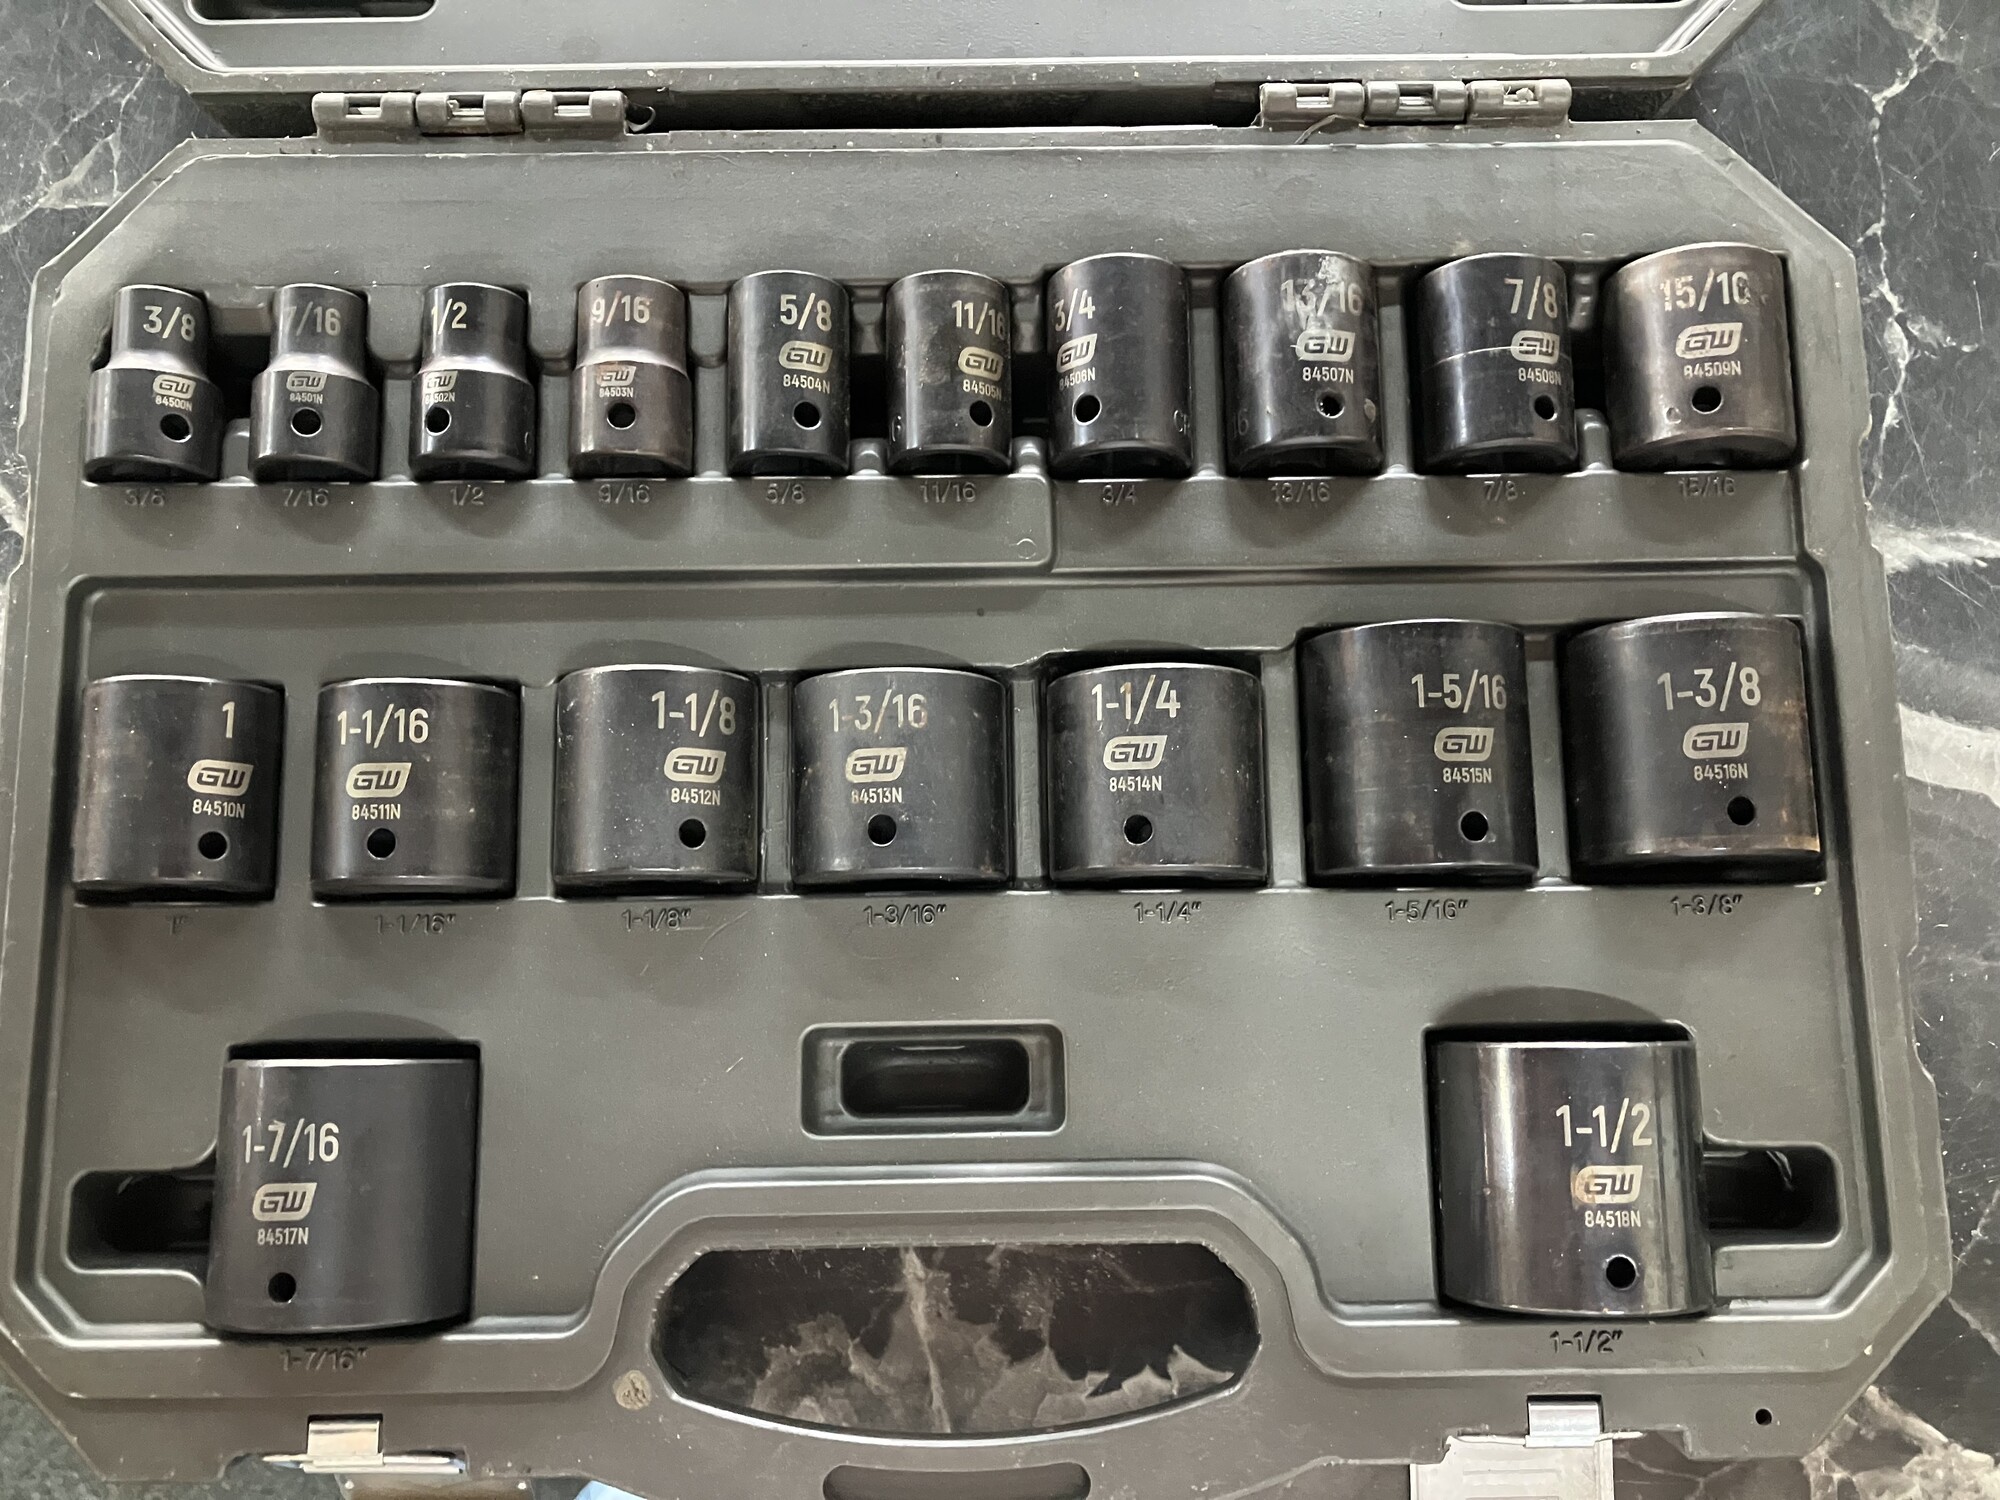 3/8
GW
84500N
7/16
GW
84501N
1/2
GW
84502N
9/16
GW
84503N
5/8
GW
84504N
11/16
GW
84505N
3/4
GW
84506N
13/16
GW
84507N
7/8
GW
84508N
15/16
GW
84509N
3/8
7/16
1/2
9/16
5/8
11/16
3/4
13/16
7/8
15/16
1
GW
84510N
1-1/16
GW
84511N
1-1/8
GW
84512N
1-3/16
GW
84513N
1-1/4
GW
84514N
1-5/16
GW
84515N
1-3/8
GW
84516N
1"
1-1/16"
1-1/8"
1-3/16"
1-1/4"
1-5/16"
1-3/8"
1-7/16
GW
84517N
1-1/2
GW
84518N
1-7/16"
1-1/2"